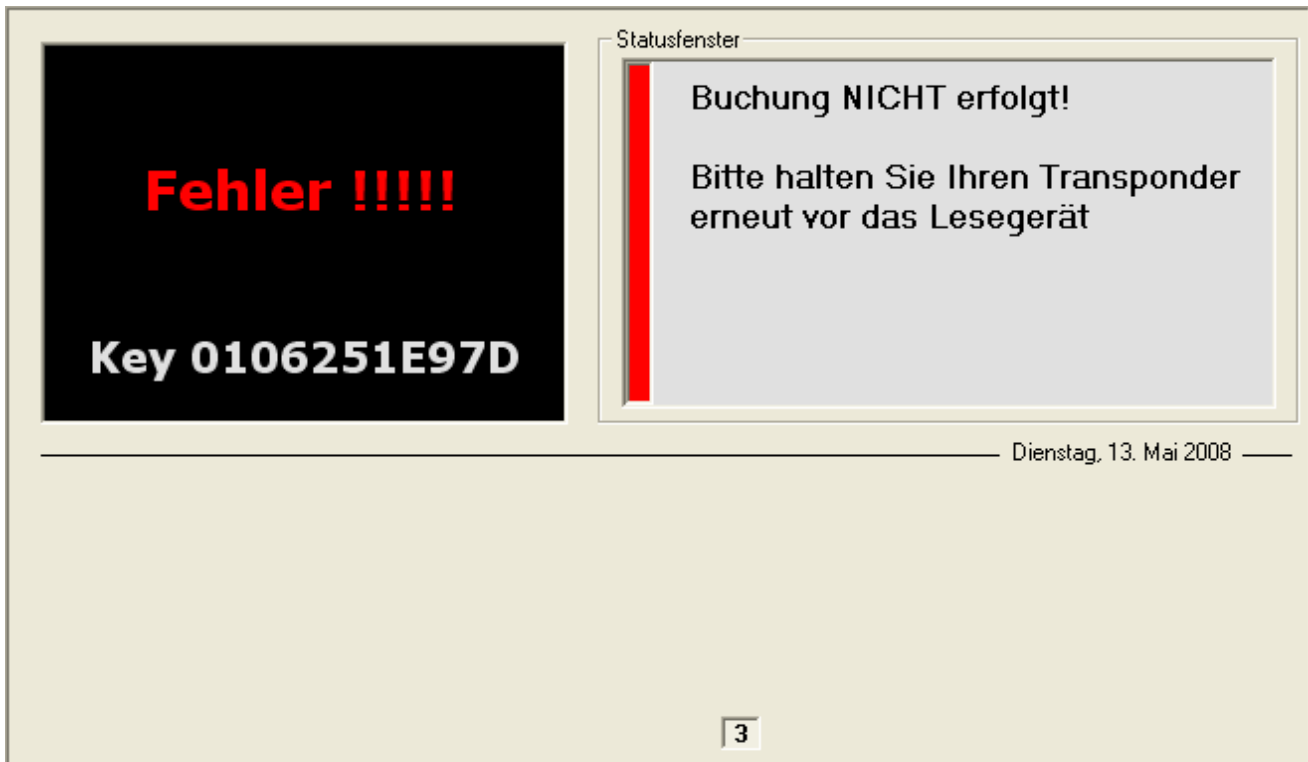 Fehler !!!!!
Key 0106251E97D
Statusfenster
Buchung NICHT erfolgt!
Bitte halten Sie Ihren Transponder
erneut vor das Lesegerät
Dienstag, 13. Mai 2008
3